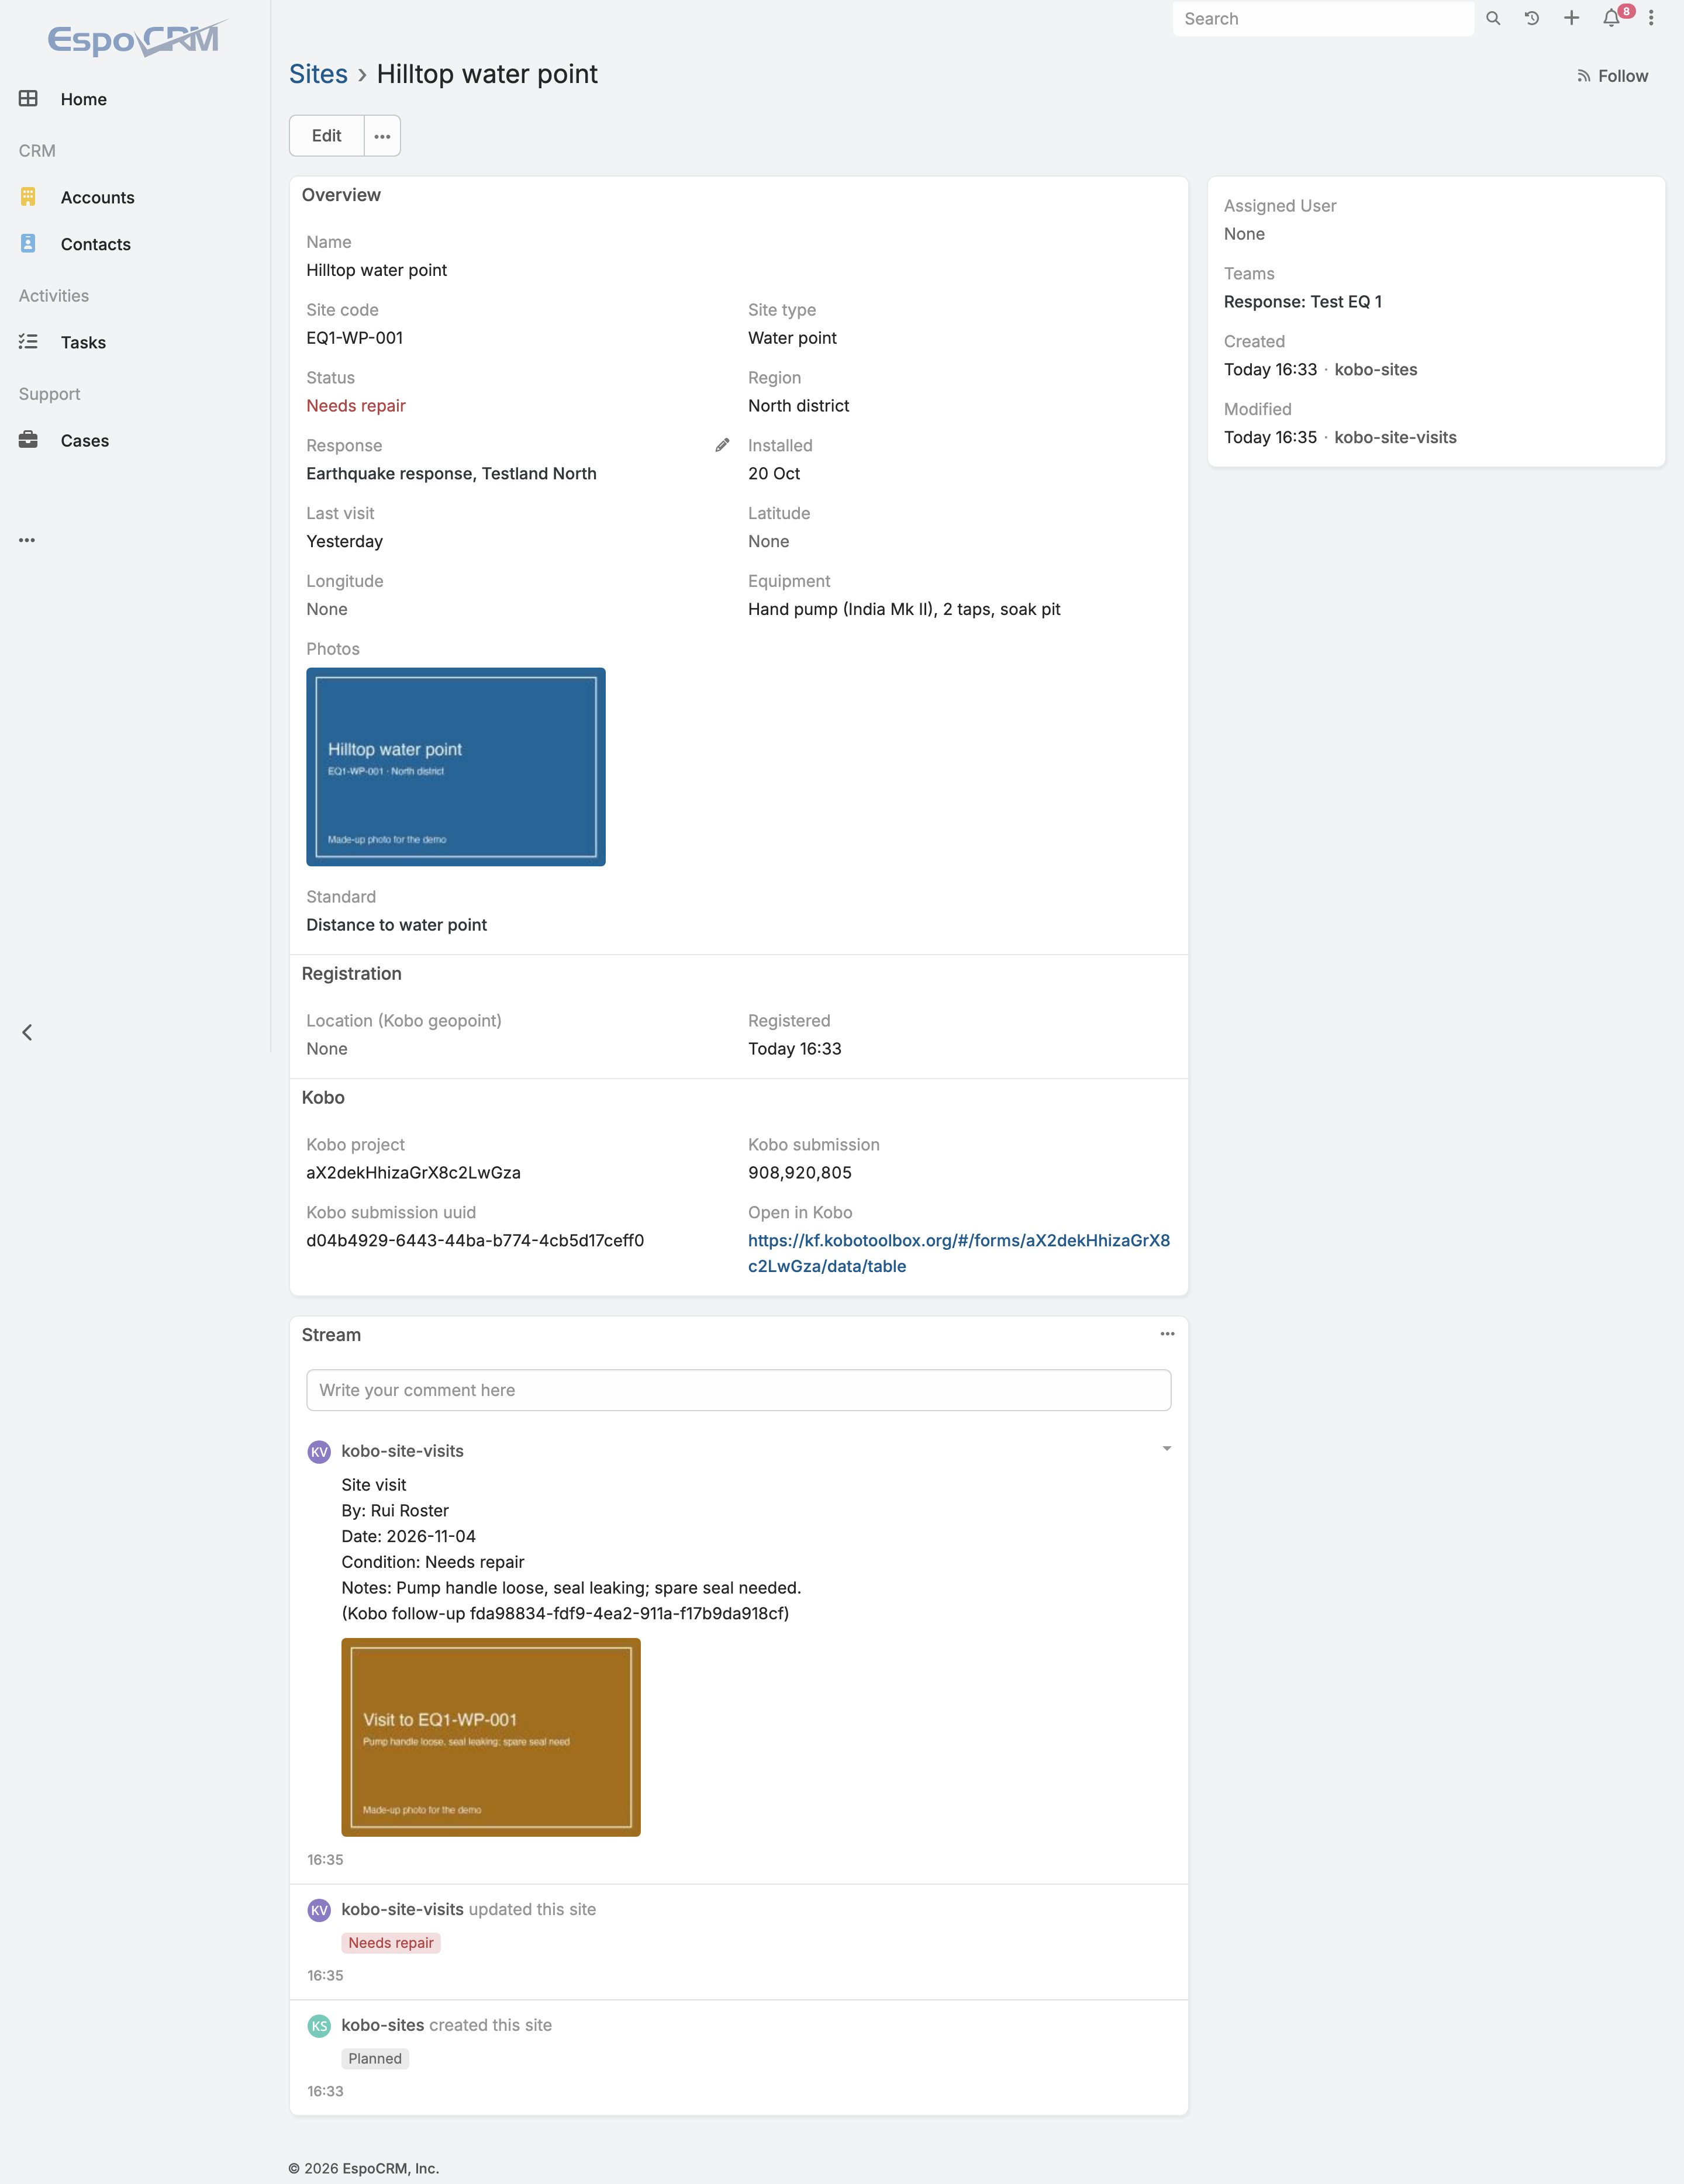 EspoCRM
Search
8
Home
CRM
Accounts
Contacts
Activities
Tasks
Support
Cases
Sites › Hilltop water point
Follow
Edit
Overview
Name
Hilltop water point
Site code
EQ1-WP-001
Site type
Water point
Status
Needs repair
Region
North district
Response
Earthquake response, Testland North
Installed
20 Oct
Last visit
Yesterday
Latitude
None
Longitude
None
Equipment
Hand pump (India Mk II), 2 taps, soak pit
Photos
Hilltop water point
EQ1-WP-001 · North district
Made-up photo for the demo
Standard
Distance to water point
Registration
Location (Kobo geopoint)
None
Registered
Today 16:33
Kobo
Kobo project
aX2dekHhizaGrX8c2LwGza
Kobo submission
908,920,805
Kobo submission uuid
d04b4929-6443-44ba-b774-4cb5d17ceff0
Open in Kobo
https://kf.kobotoolbox.org/#/forms/aX2dekHhizaGrX8
c2LwGza/data/table
Assigned User
None
Teams
Response: Test EQ 1
Created
Today 16:33 · kobo-sites
Modified
Today 16:35 · kobo-site-visits
Stream
Write your comment here
KV
kobo-site-visits
Site visit
By: Rui Roster
Date: 2026-11-04
Condition: Needs repair
Notes: Pump handle loose, seal leaking; spare seal needed.
(Kobo follow-up fda98834-fdf9-4ea2-911a-f17b9da918cf)
Visit to EQ1-WP-001
Pump handle loose, seal leaking; spare seal need
Made-up photo for the demo
16:35
KV
kobo-site-visits updated this site
Needs repair
16:35
KS
kobo-sites created this site
Planned
16:33
© 2026 EspoCRM, Inc.